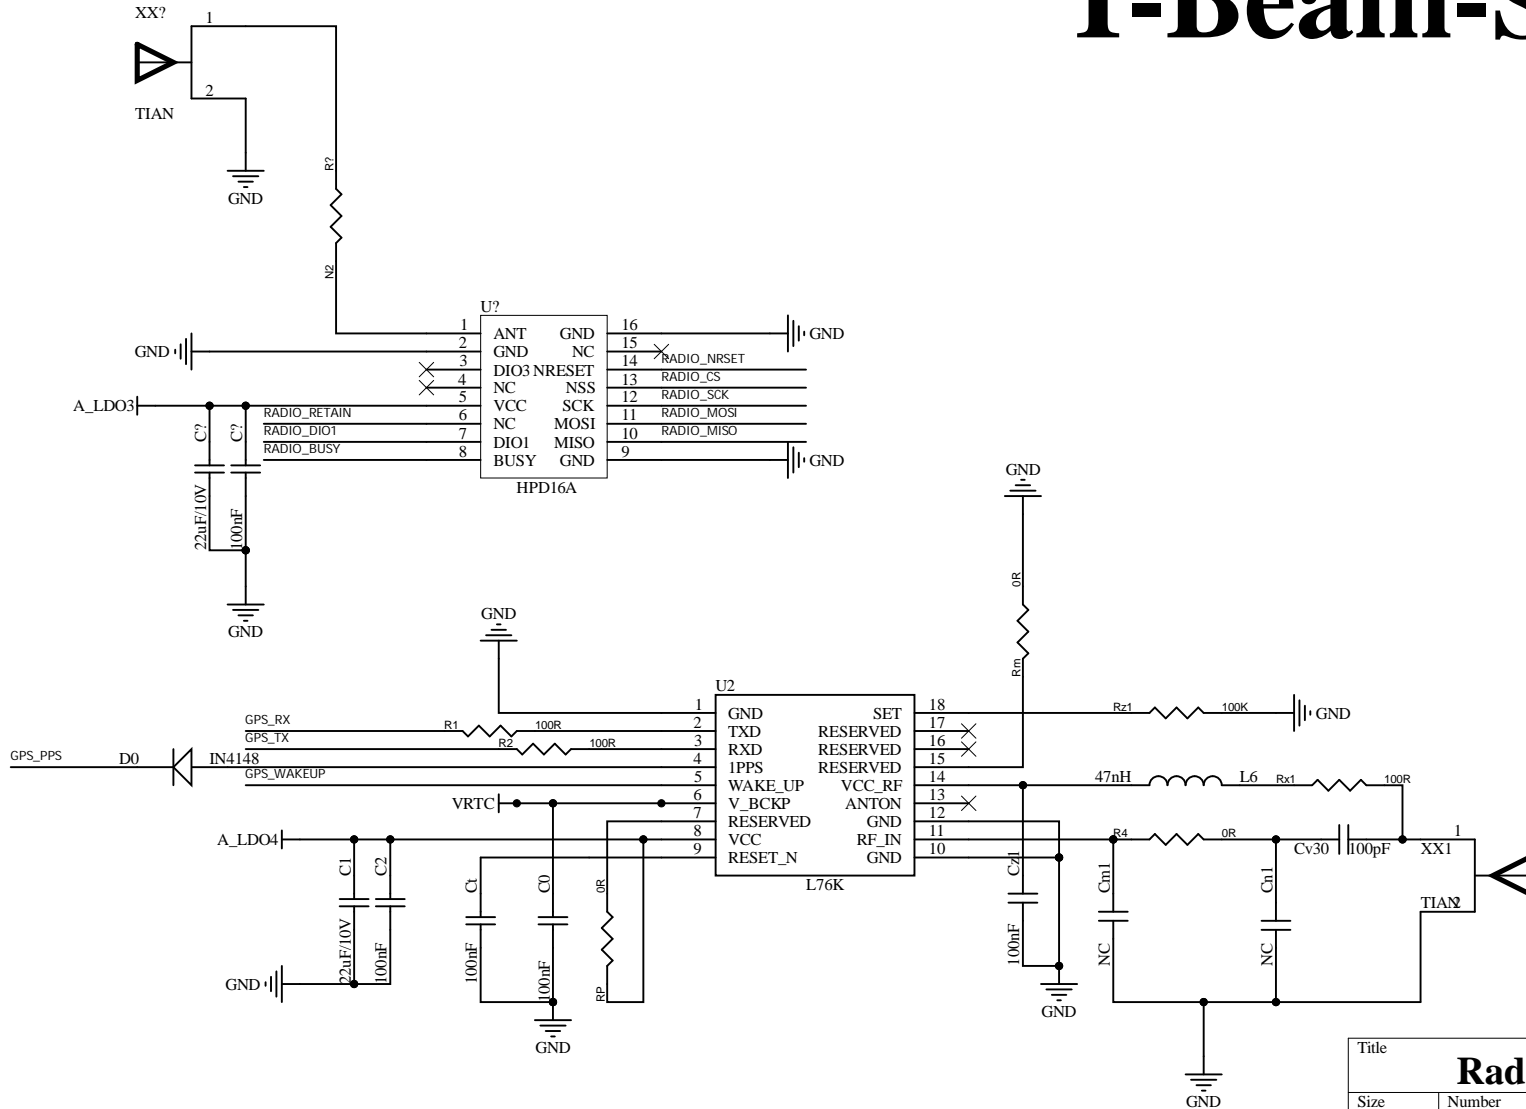 XX?
1
2
TIAN
GND
R?
N2
U?
1 ANT GND 16
GND 2 GND NC 15 GND
3 DIO3 NRESET 14 RADIO_NRSET
4 NC NSS 13 RADIO_CS
A_LDO3 5 VCC SCK 12 RADIO_SCK
RADIO_RETAIN 6 NC MOSI 11 RADIO_MOSI
RADIO_DIO1 7 DIO1 MISO 10 RADIO_MISO
RADIO_BUSY 8 BUSY GND 9 GND
HPD16A
C? C?
22uF/10V 100nF
GND
GND
0R
Rm
GND
U2
1 GND SET 18 Rz1 100K GND
GPS_RX R1 100R 2 TXD RESERVED 17
GPS_TX R2 100R 3 RXD RESERVED 16
GPS_PPS D0 IN4148 4 1PPS RESERVED 15
GPS_WAKEUP 5 WAKE_UP VCC_RF 14 47nH L6 Rx1 100R
VRTC 6 V_BCKP ANTON 13
7 RESERVED GND 12
A_LDO4 8 VCC RF_IN 11 R4 0R 1
9 RESET_N GND 10 Cv30 100pF XX1
L76K
C1 C2 Ct C0 0R Cz1 Cm1 Cn1
TIAN 2
22uF/10V 100nF 100nF 100nF RP 100nF NC NC
GND
GND
GND
GND
Title
Size Number